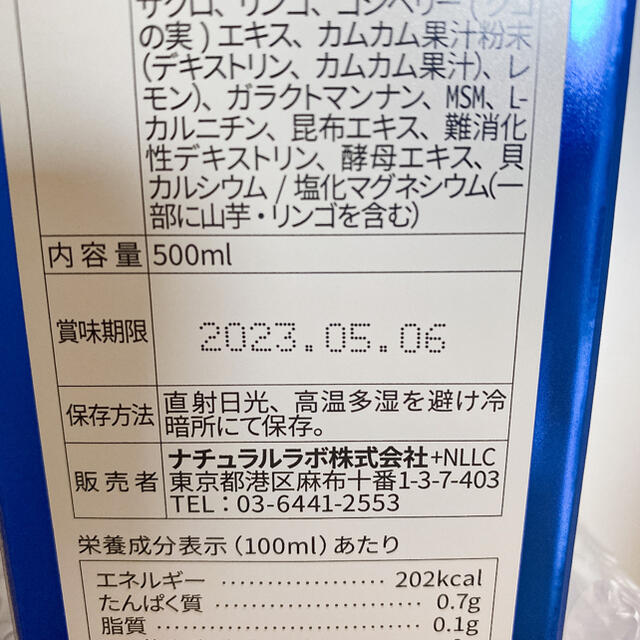 ザクロ、リンゴ、ゴジベリー(クコ
の実)エキス、カムカム果汁粉末
(デキストリン、カムカム果汁)、レ
モン)、ガラクトマンナン、MSM、L-
カルニチン、昆布エキス、難消化
性デキストリン、酵母エキス、貝
カルシウム / 塩化マグネシウム(一
部に山芋・リンゴを含む)
内容量 500ml
賞味期限 2023.05.06
保存方法 直射日光、高温多湿を避け冷
暗所にて保存。
販売者 ナチュラルラボ株式会社+NLLC
東京都港区麻布十番1-3-7-403
TEL：03-6441-2553
栄養成分表示(100ml)あたり
エネルギー ……………… 202kcal
たんぱく質 ……………… 0.7g
脂質 ……………… 0.1g